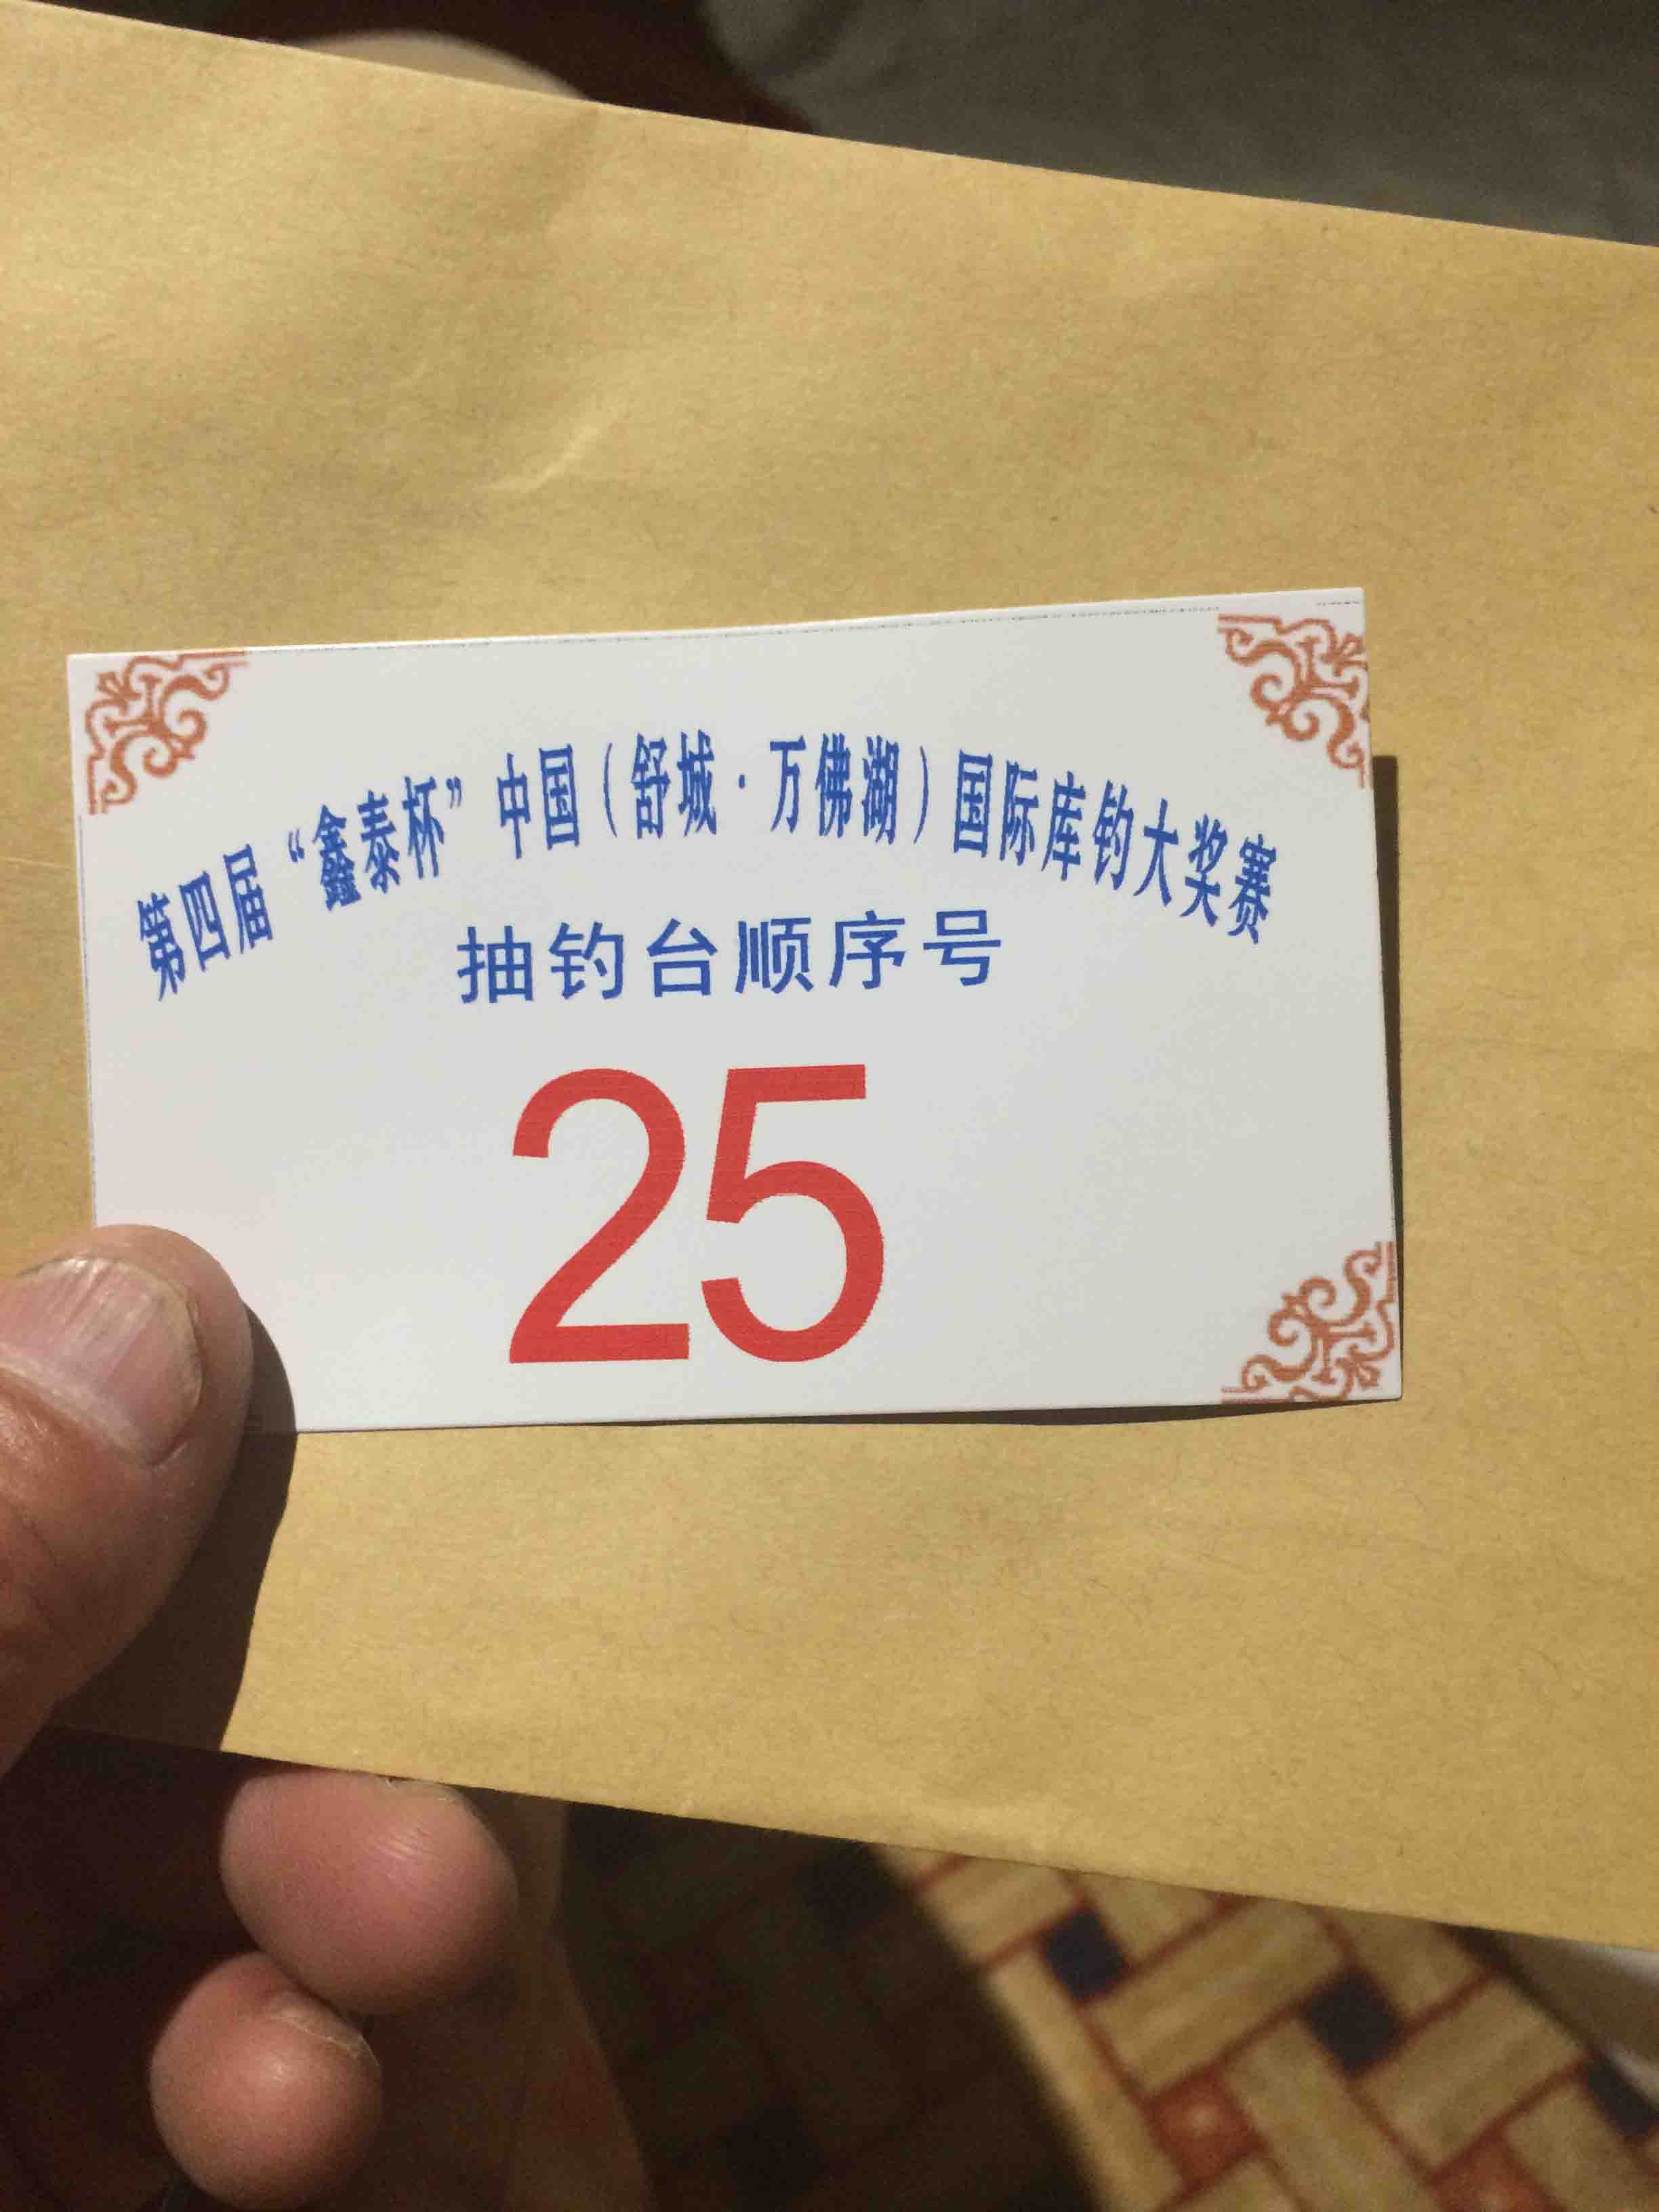 第四届“鑫泰杯”中国(舒城·万佛湖)国际库钓大奖赛
抽钓台顺序号
25